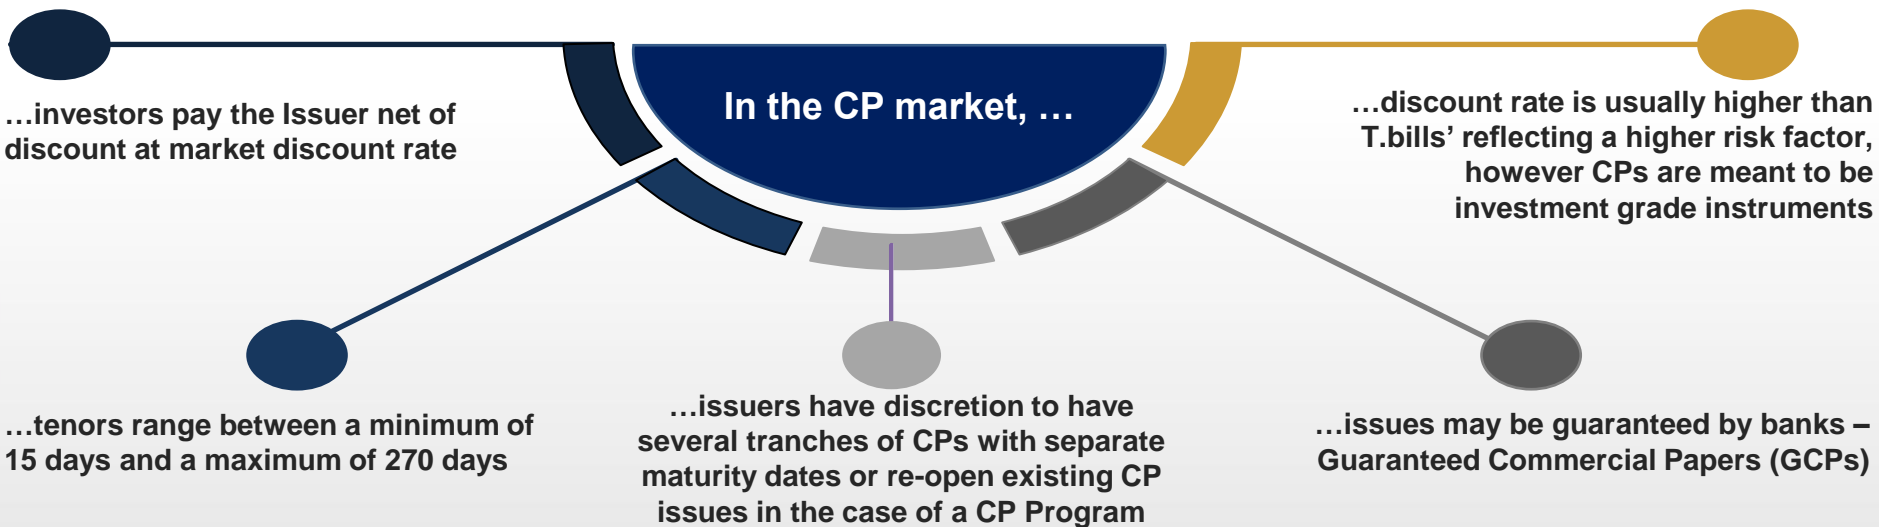 In the CP market, …
…investors pay the Issuer net of
discount at market discount rate
…tenors range between a minimum of
15 days and a maximum of 270 days
…issuers have discretion to have
several tranches of CPs with separate
maturity dates or re-open existing CP
issues in the case of a CP Program
…issues may be guaranteed by banks –
Guaranteed Commercial Papers (GCPs)
…discount rate is usually higher than
T.bills’ reflecting a higher risk factor,
however CPs are meant to be
investment grade instruments